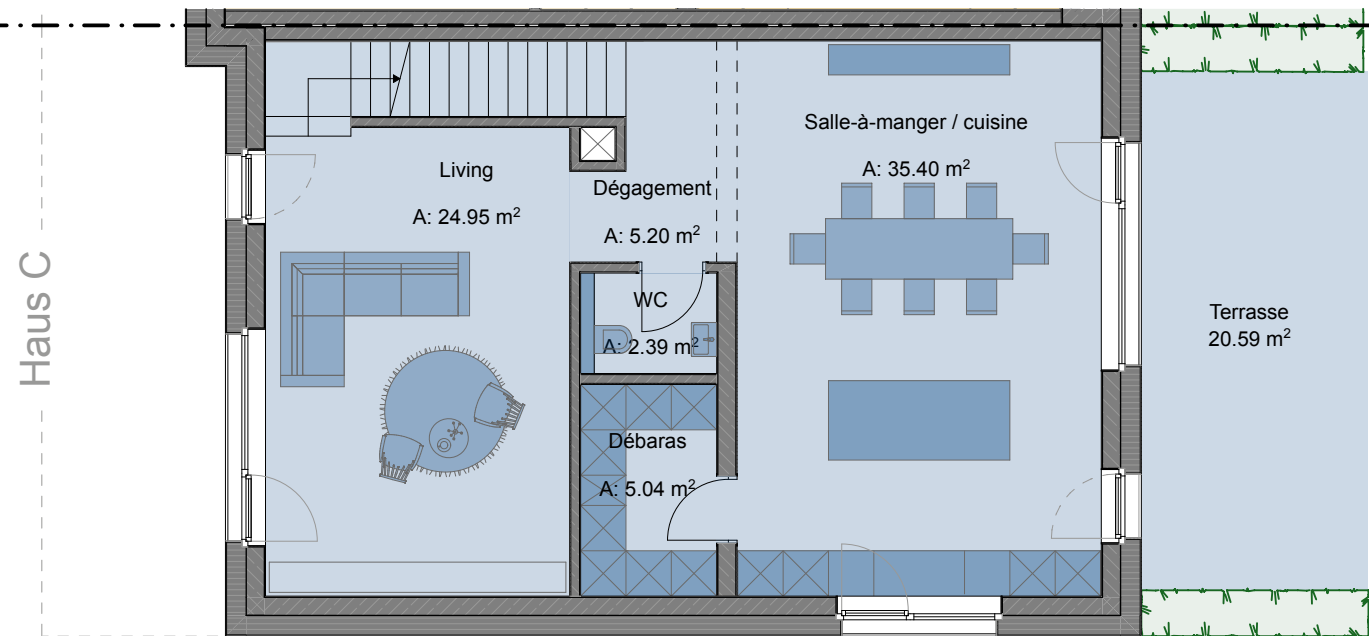 Haus C
Living
A: 24.95 m²
Dégagement
A: 5.20 m²
WC
A: 2.39 m²
Débaras
A: 5.04 m²
Salle-à-manger / cuisine
A: 35.40 m²
Terrasse
20.59 m²